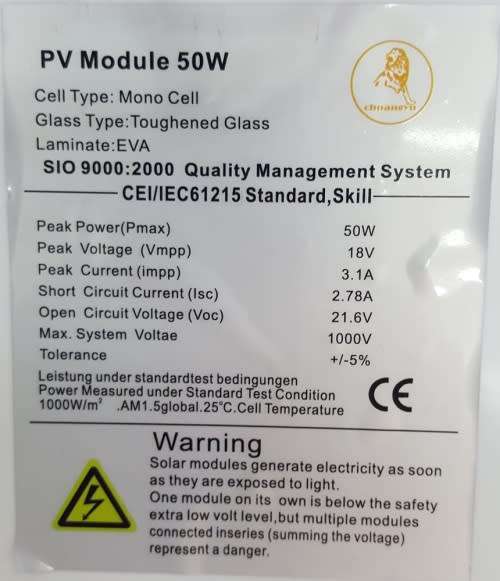 PV Module 50W
chuangyu
Cell Type: Mono Cell
Glass Type:Toughened Glass
Laminate:EVA
SIO 9000:2000 Quality Management System
CEI/IEC61215 Standard,Skill
Peak Power(Pmax) 50W
Peak Voltage (Vmpp) 18V
Peak Current (impp) 3.1A
Short Circuit Current (Isc) 2.78A
Open Circuit Voltage (Voc) 21.6V
Max. System Voltae 1000V
Tolerance +/-5%
Leistung under standardtest bedingungen
Power Measured under Standard Test Condition
1000W/m² .AM1.5global.25℃.Cell Temperature
CE
Warning
Solar modules generate electricity as soon
as they are exposed to light.
One module on its own is below the safety
extra low volt level,but multiple modules
connected inseries (summing the voltage)
represent a danger.